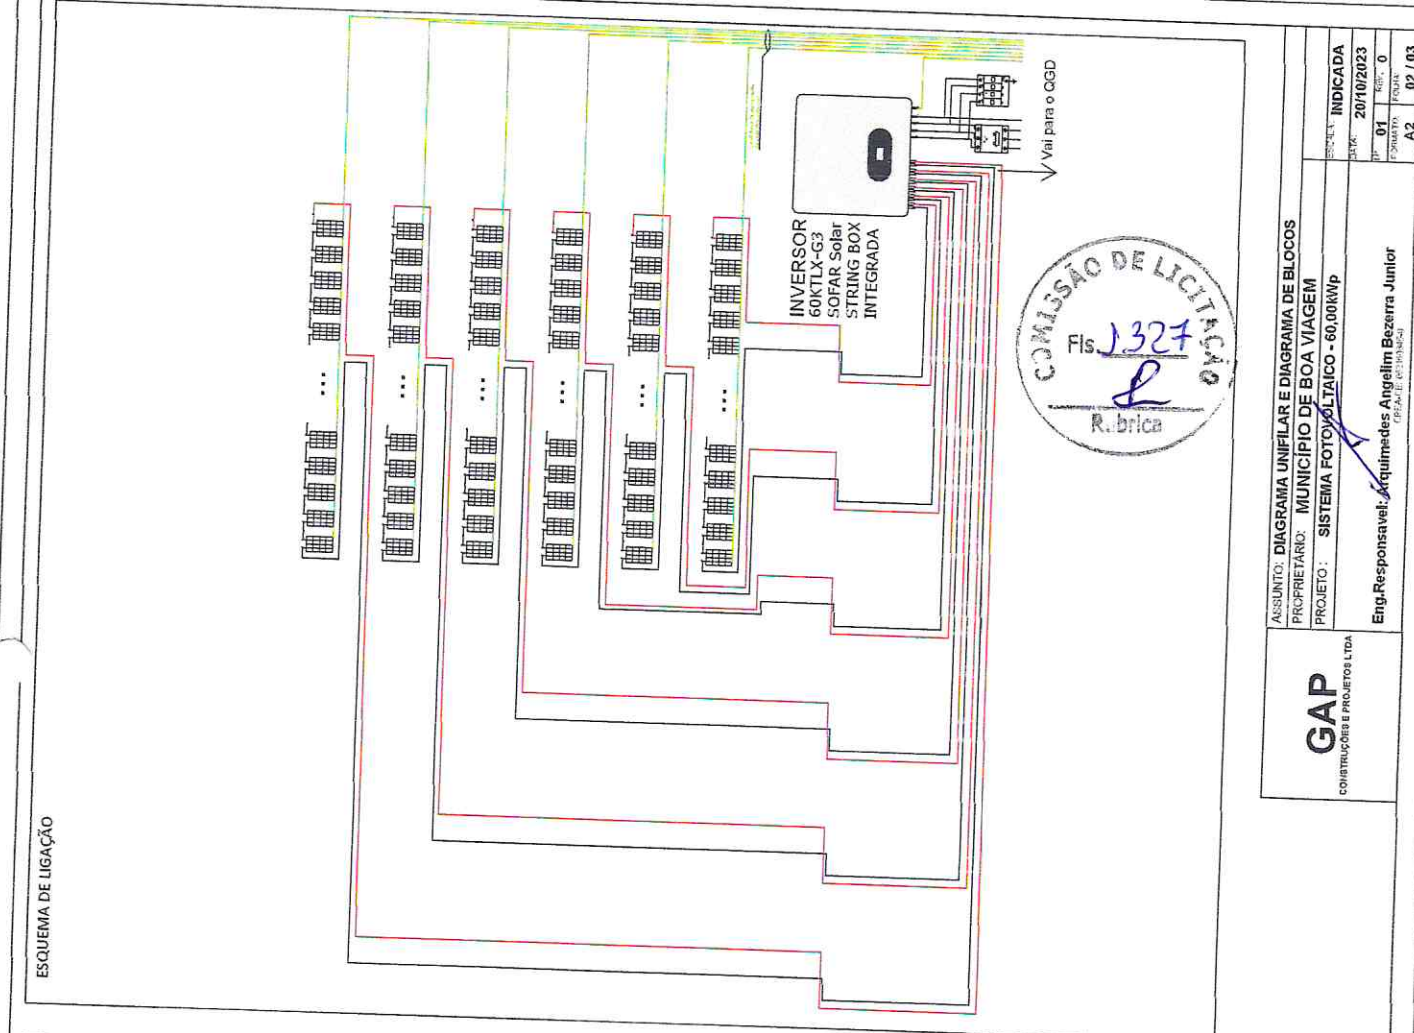 ESQUEMA DE LIGAÇÃO
INVERSOR
60KTLX-G3
SOFAR Solar
STRING BOX
INTEGRADA
Vai para o QGD
COMISSÃO DE LICITAÇÃO
Fls. 1.327
Rubrica
GAP
CONSTRUÇÕES E PROJETOS LTDA
ASSUNTO: DIAGRAMA UNIFILAR E DIAGRAMA DE BLOCOS
PROPRIETÁRIO: MUNICÍPIO DE BOA VIAGEM
PROJETO: SISTEMA FOTOVOLTAICO - 60,00kWp
Eng.Responsavel: Arquimedes Angelim Bezerra Junior
ESCALA: INDICADA
DATA: 20/10/2023
01 REV. 0
FORMATO: A2 FOLHA: 02 / 03